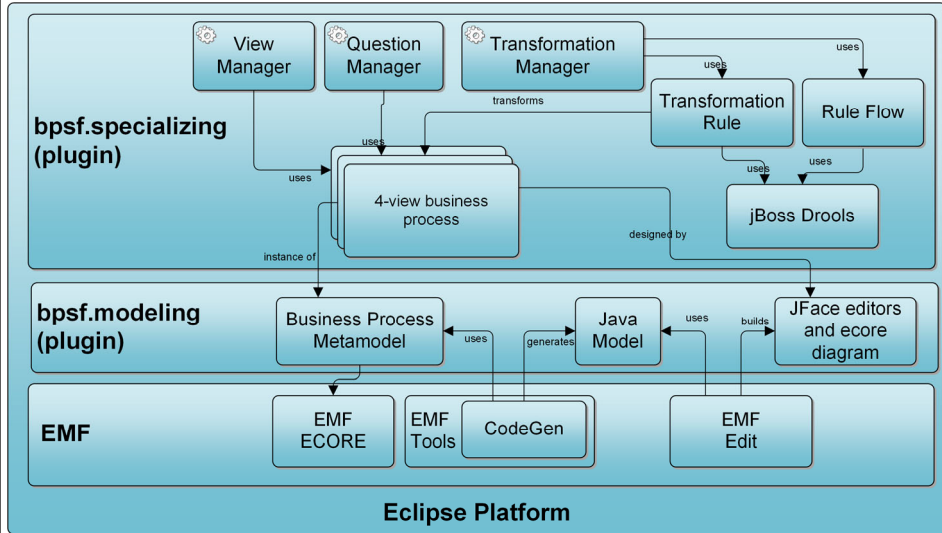 View
Manager
Question
Manager
Transformation
Manager
uses
uses
transforms
Transformation
Rule
Rule Flow
bpsf.specializing
(plugin)
uses
uses
uses
uses
4-view business
process
jBoss Drools
designed by
instance of
bpsf.modeling
(plugin)
Business Process
Metamodel
uses
generates
Java
Model
uses
builds
JFace editors
and ecore
diagram
EMF
EMF
ECORE
EMF
Tools
CodeGen
EMF
Edit
Eclipse Platform